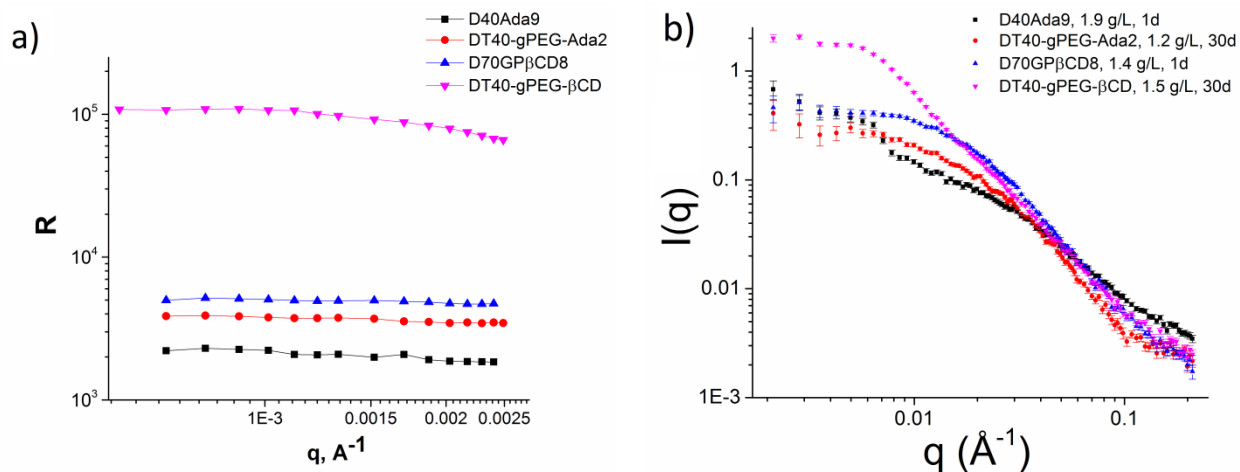 a)
D40Ada9
DT40-gPEG-Ada2
D70GPβCD8
DT40-gPEG-βCD
10^5
10^4
10^3
R
1E-3
0.0015
0.002
0.0025
q, A^-1
b)
D40Ada9, 1.9 g/L, 1d
DT40-gPEG-Ada2, 1.2 g/L, 30d
D70GPβCD8, 1.4 g/L, 1d
DT40-gPEG-βCD, 1.5 g/L, 30d
1
0.1
0.01
1E-3
I(q)
0.01
0.1
q (Å^-1)